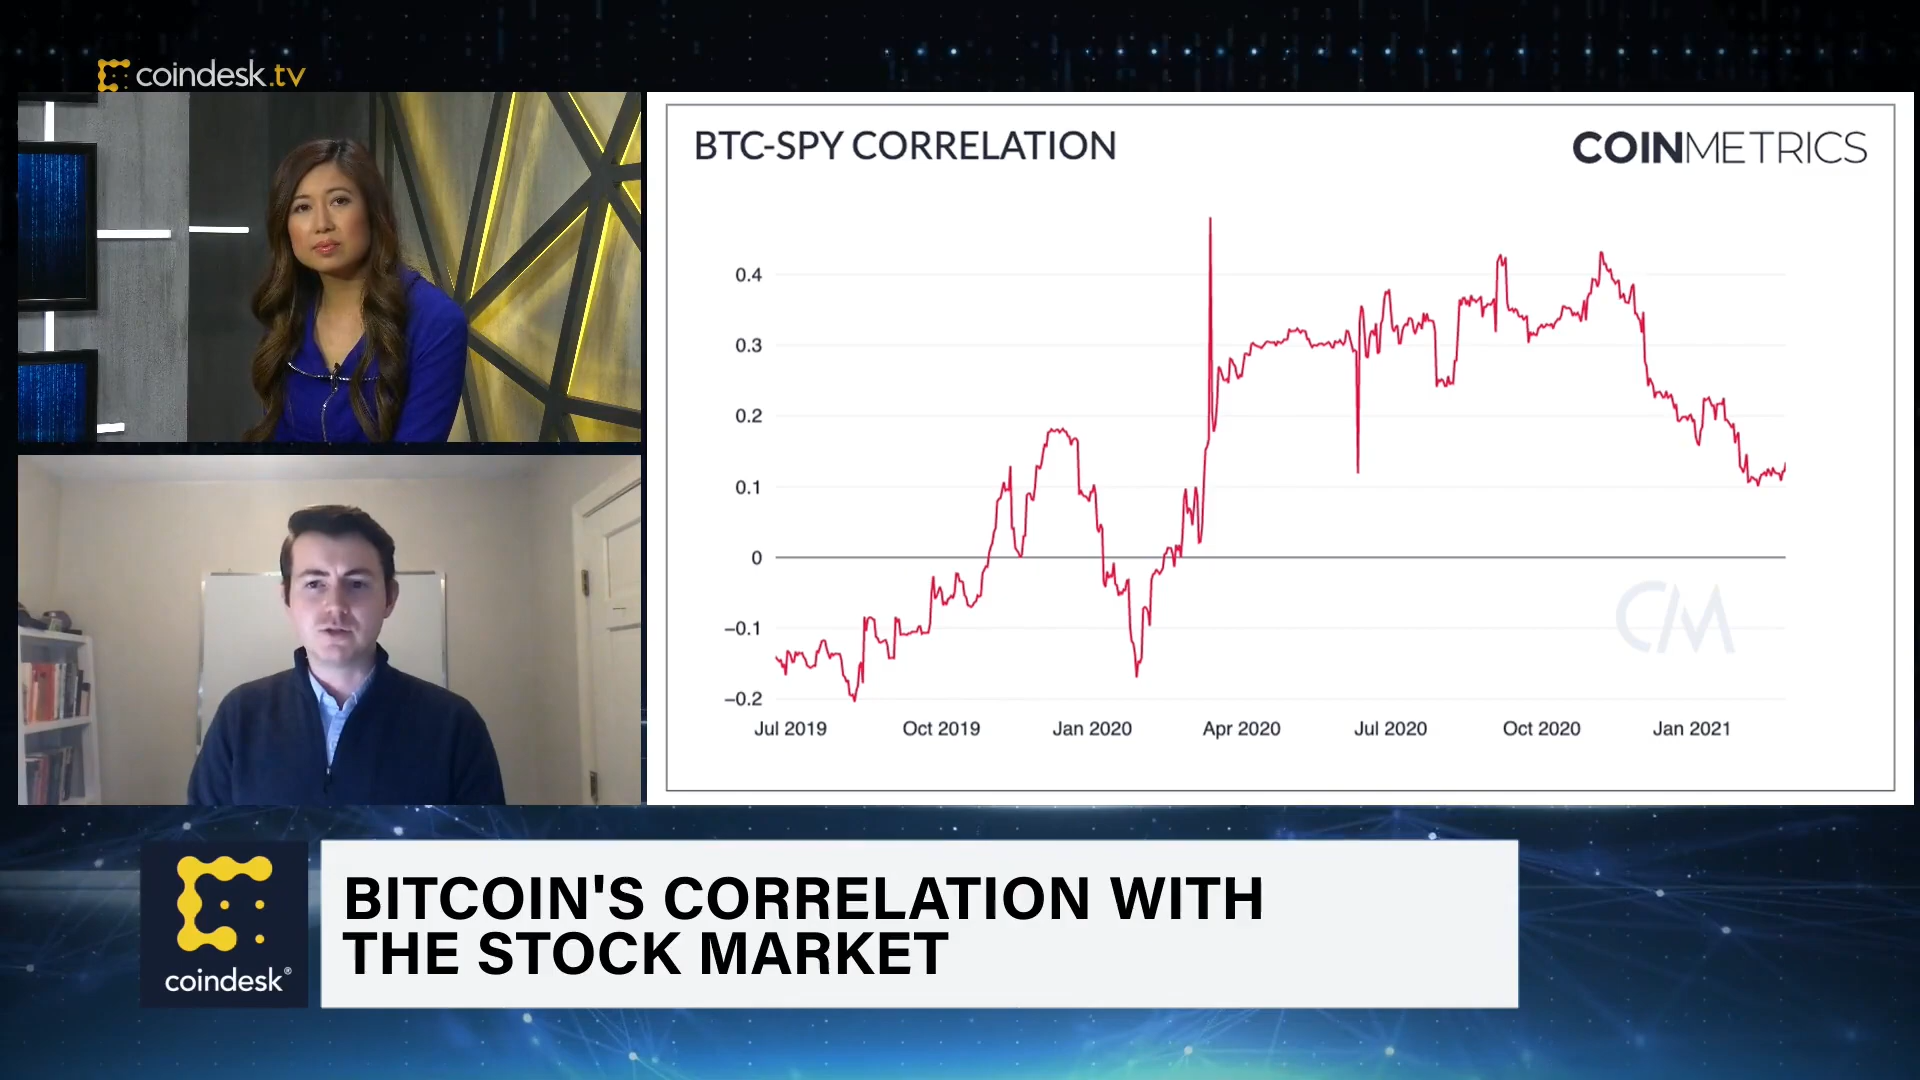 coindesk.tv
BTC-SPY CORRELATION
COINMETRICS
0.4
0.3
0.2
0.1
0
−0.1
−0.2
Jul 2019 Oct 2019 Jan 2020 Apr 2020 Jul 2020 Oct 2020 Jan 2021
CM
coindesk®
BITCOIN'S CORRELATION WITH
THE STOCK MARKET